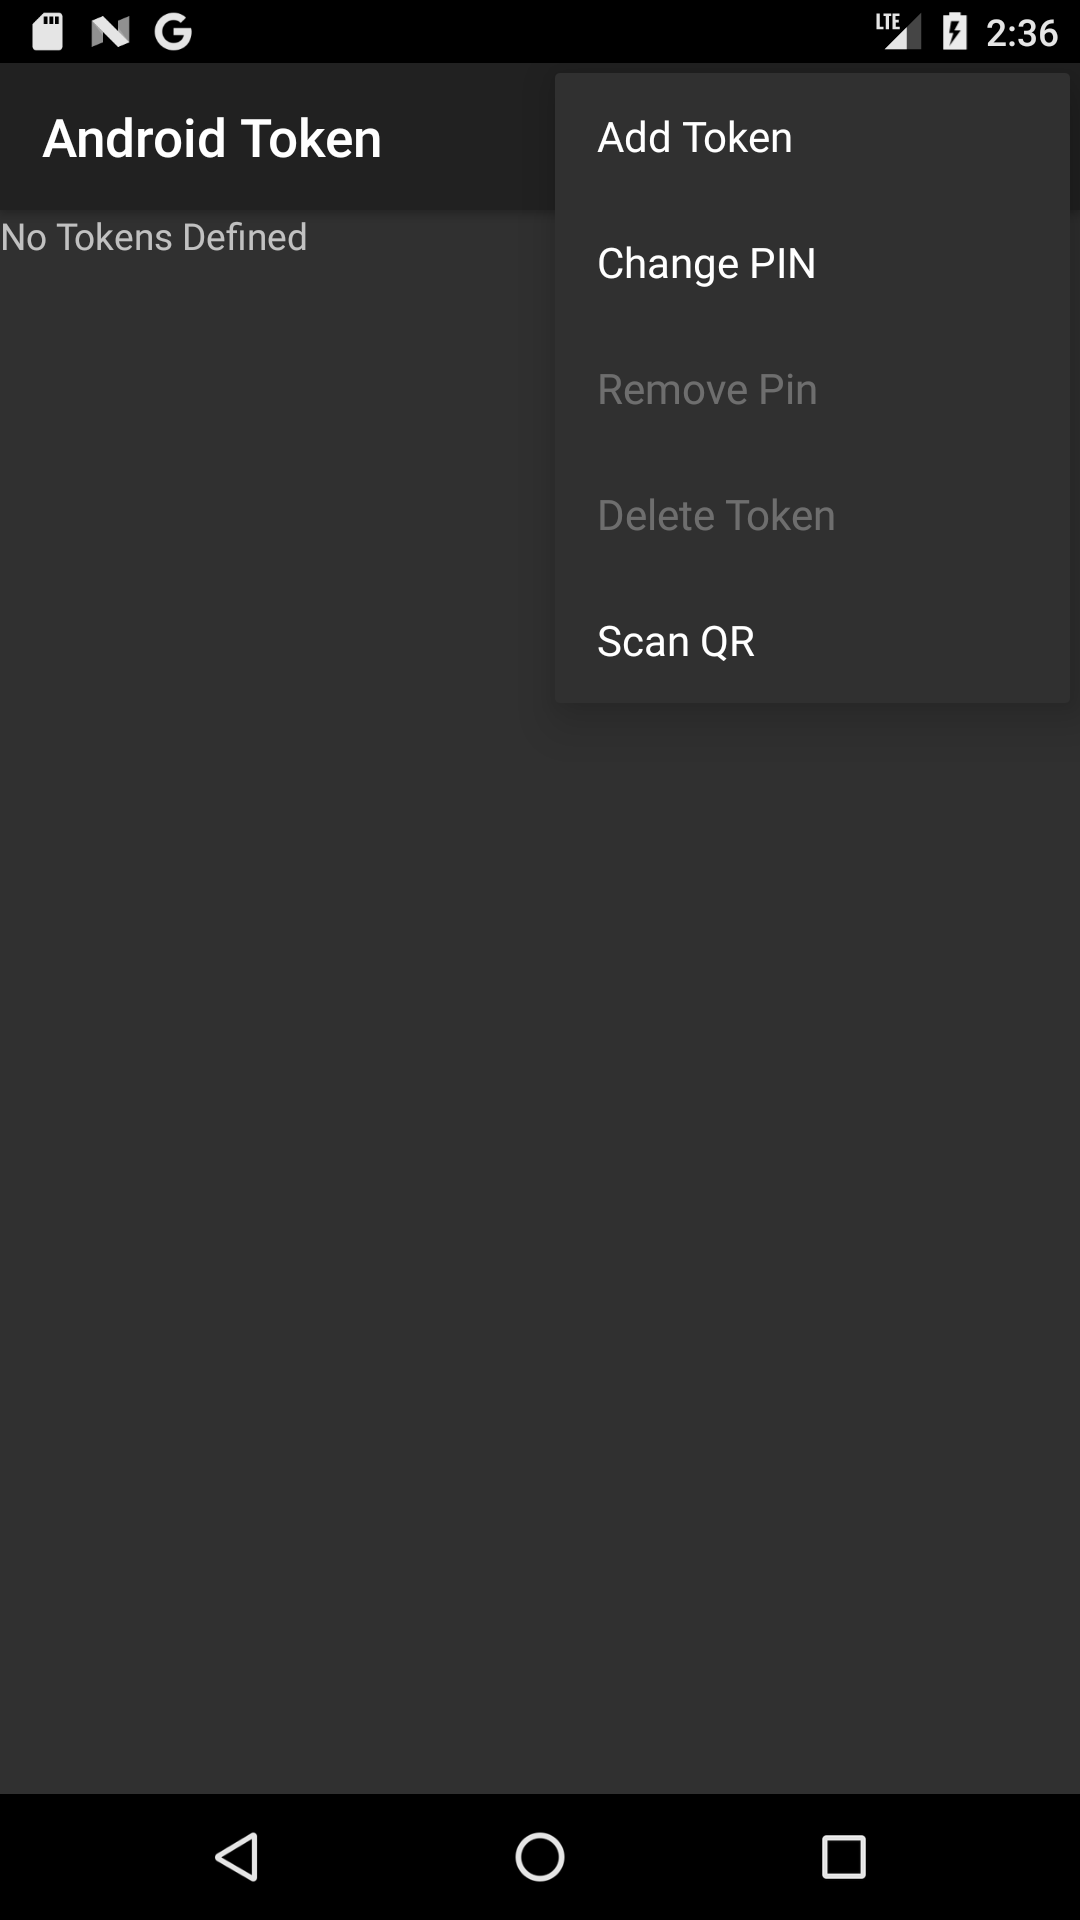 LTE 2:36
Android Token
No Tokens Defined
Add Token
Change PIN
Remove Pin
Delete Token
Scan QR